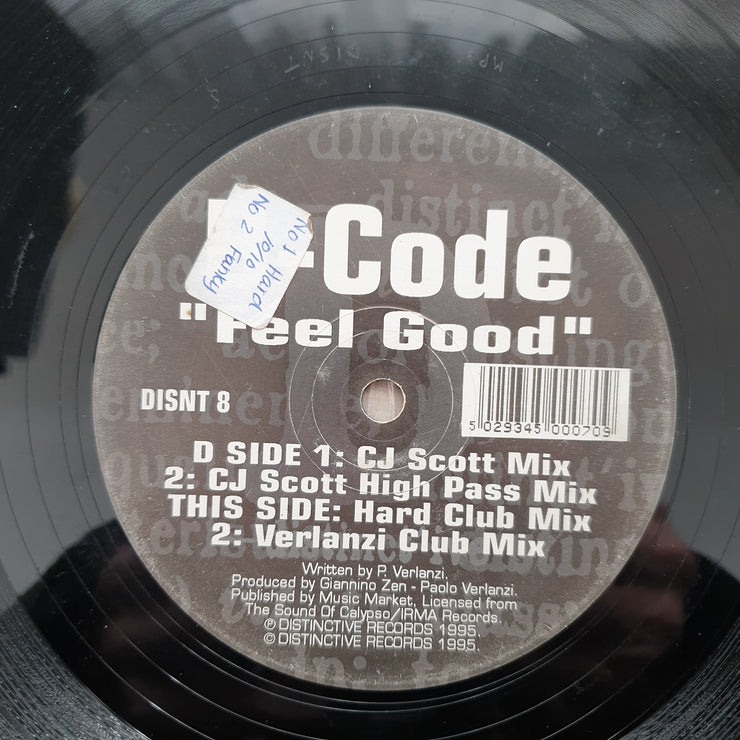 -Code
"Feel Good"
No 1 Hard
10/10
No 2 Fanky
DISNT 8
5 029345 000709
D SIDE 1: CJ Scott Mix
2: CJ Scott High Pass Mix
THIS SIDE: Hard Club Mix
2: Verlanzi Club Mix
Written by P. Verlanzi.
Produced by Giannino Zen - Paolo Verlanzi.
Published by Music Market, Licensed from
The Sound Of Calypso/IRMA Records.
℗ DISTINCTIVE RECORDS 1995.
© DISTINCTIVE RECORDS 1995.